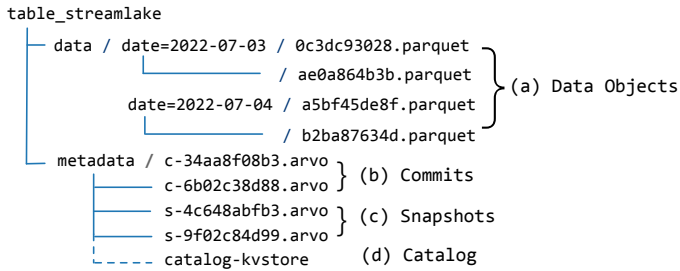 table_streamlake
data / date=2022-07-03 / 0c3dc93028.parquet
/ ae0a864b3b.parquet
(a) Data Objects
date=2022-07-04 / a5bf45de8f.parquet
/ b2ba87634d.parquet
metadata / c-34aa8f08b3.arvo
(b) Commits
c-6b02c38d88.arvo
s-4c648abfb3.arvo
(c) Snapshots
s-9f02c84d99.arvo
catalog-kvstore (d) Catalog